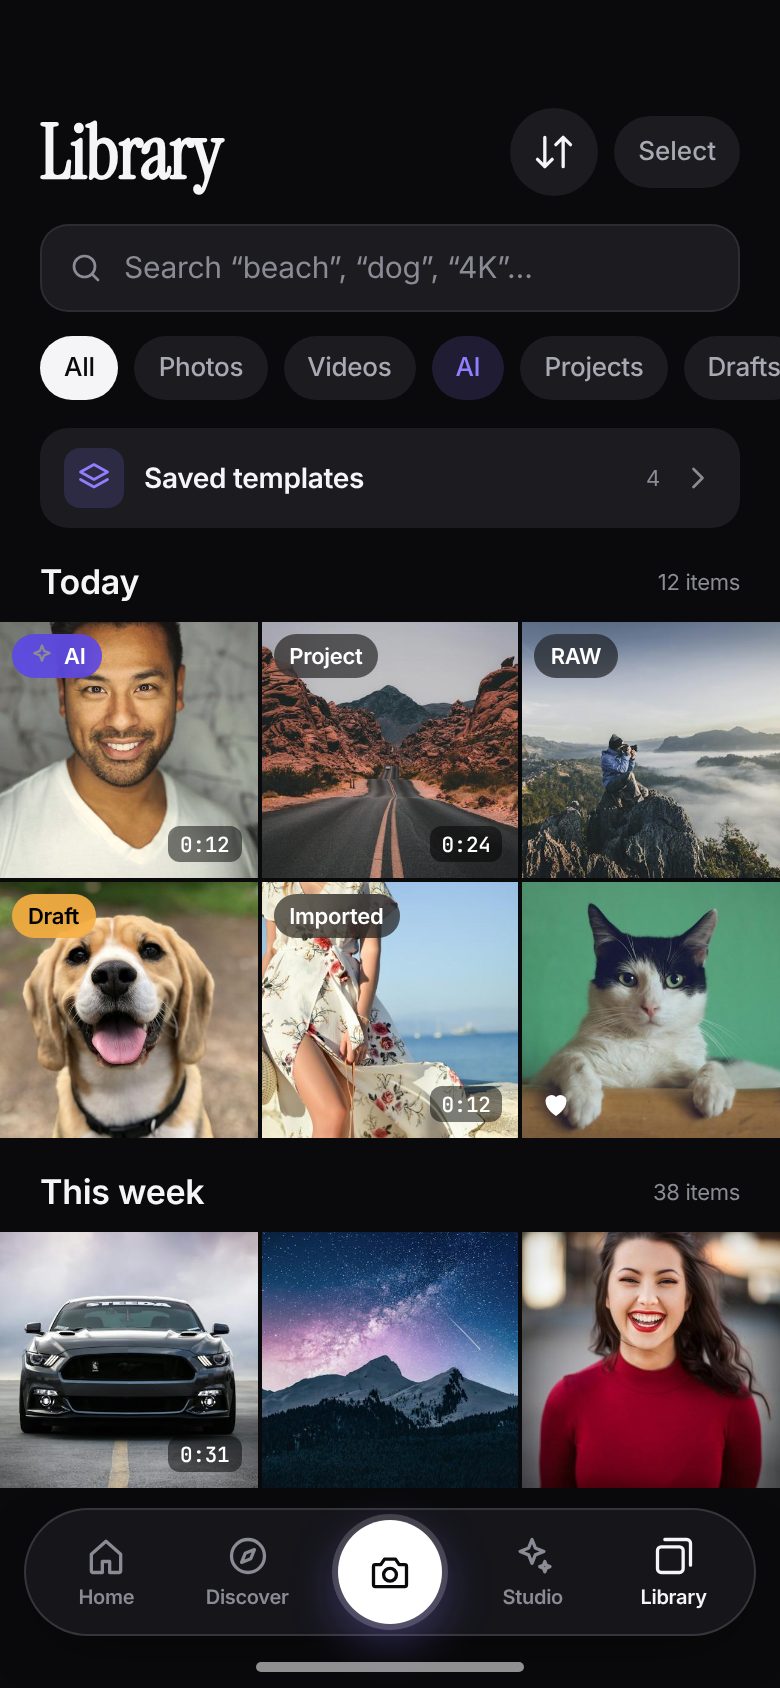 Library
Select
Search “beach”, “dog”, “4K”...
All Photos Videos AI Projects Drafts
Saved templates 4
Today 12 items
AI Project RAW
0:12 0:24
Draft Imported
0:12
This week 38 items
STEEDA
0:31
Home Discover Studio Library